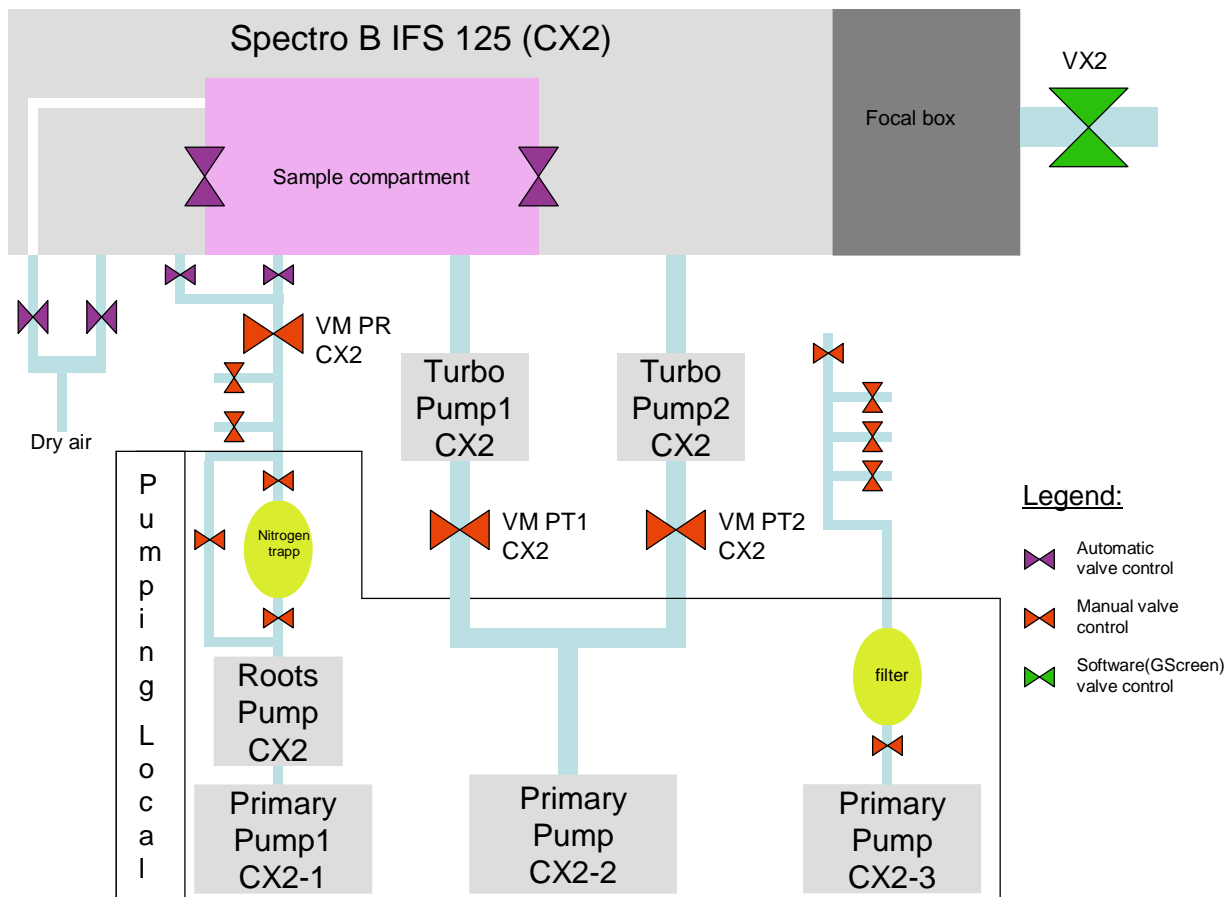 Spectro B IFS 125 (CX2)
VX2
Focal box
Sample compartment
VM PR
CX2
Turbo
Pump1
CX2
Turbo
Pump2
CX2
Dry air
Pumping Local
Nitrogen
trapp
VM PT1
CX2
VM PT2
CX2
Legend:
Automatic
valve control
Manual valve
control
Software(GScreen)
valve control
filter
Roots
Pump
CX2
Primary
Pump1
CX2-1
Primary
Pump
CX2-2
Primary
Pump
CX2-3